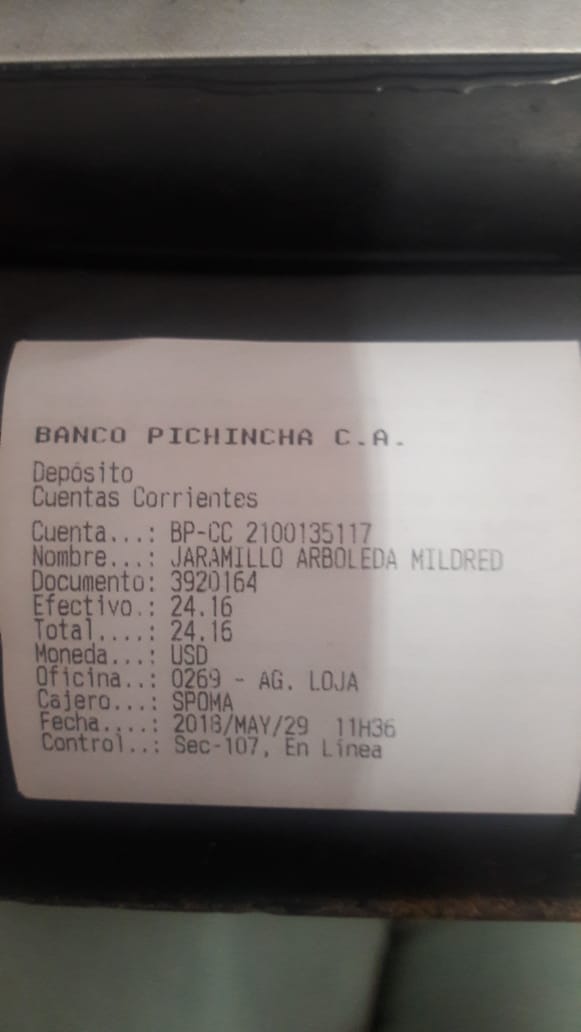 BANCO PICHINCHA C.A.
Depósito
Cuentas Corrientes
Cuenta...: BP-CC 2100135117
Nombre...: JARAMILLO ARBOLEDA MILDRED
Documento: 3920164
Efectivo.: 24.16
Total....: 24.16
Moneda...: USD
Oficina..: 0269 - AG. LOJA
Cajero...: SPOMA
Fecha....: 2018/MAY/29 11H36
Control..: Sec-107, En Línea